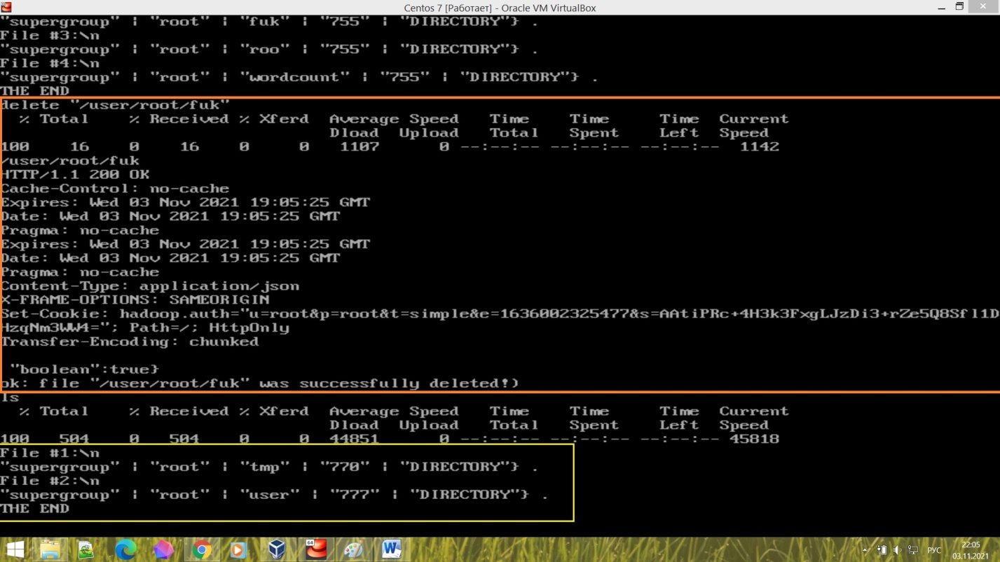 Centos 7 [Работает] - Oracle VM VirtualBox
"supergroup" | "root" | "fuk" | "755" | "DIRECTORY"} .
File #3:\n
"supergroup" | "root" | "roo" | "755" | "DIRECTORY"} .
File #4:\n
"supergroup" | "root" | "wordcount" | "755" | "DIRECTORY"} .
THE END
delete "/user/root/fuk"
% Total % Received % Xferd Average Speed Time Time Time Current
Dload Upload Total Spent Left Speed
100 16 0 16 0 0 1107 0 --:--:-- --:--:-- --:--:-- 1142
/user/root/fuk
HTTP/1.1 200 OK
Cache-Control: no-cache
Expires: Wed 03 Nov 2021 19:05:25 GMT
Date: Wed 03 Nov 2021 19:05:25 GMT
Pragma: no-cache
Expires: Wed 03 Nov 2021 19:05:25 GMT
Date: Wed 03 Nov 2021 19:05:25 GMT
Pragma: no-cache
Content-Type: application/json
X-FRAME-OPTIONS: SAMEORIGIN
Set-Cookie: hadoop.auth="u=root&p=root&t=simple&e=1636002325477&s=AAtiPRc+4H3k3FxgLJzDi3+rZe5Q8Sfl1D
HzqNm3WW4="; Path=/; HttpOnly
Transfer-Encoding: chunked
"boolean":true}
ok: file "/user/root/fuk" was successfully deleted!)
ls
% Total % Received % Xferd Average Speed Time Time Time Current
Dload Upload Total Spent Left Speed
100 504 0 504 0 0 44851 0 --:--:-- --:--:-- --:--:-- 45818
File #1:\n
"supergroup" | "root" | "tmp" | "770" | "DIRECTORY"} .
File #2:\n
"supergroup" | "root" | "user" | "777" | "DIRECTORY"} .
THE END
64
РУС
22:05
03.11.2021